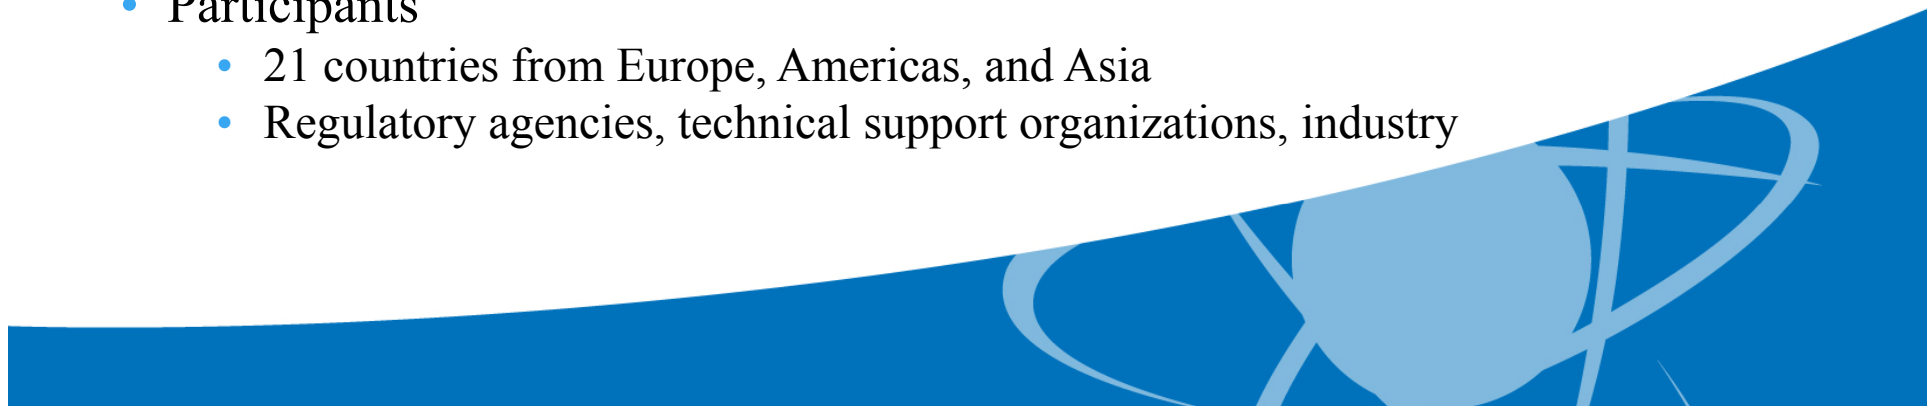 • Participants
• 21 countries from Europe, Americas, and Asia
• Regulatory agencies, technical support organizations, industry